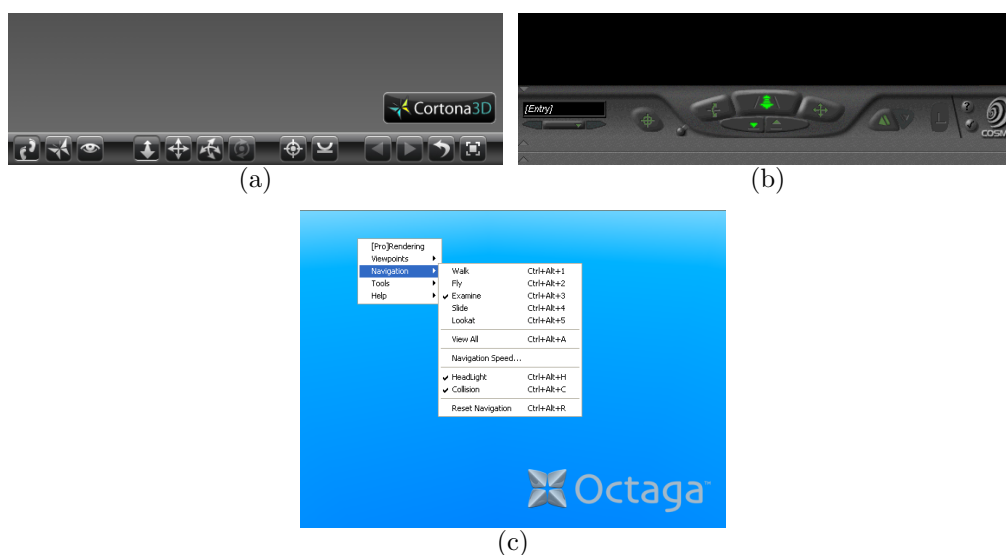 Cortona3D
(a)
[Entry]
(b)
[Pro]Rendering
Viewpoints
Navigation
Tools
Help
Walk Ctrl+Alt+1
Fly Ctrl+Alt+2
Examine Ctrl+Alt+3
Slide Ctrl+Alt+4
Lookat Ctrl+Alt+5
View All Ctrl+Alt+A
Navigation Speed...
HeadLight Ctrl+Alt+H
Collision Ctrl+Alt+C
Reset Navigation Ctrl+Alt+R
Octaga
(c)